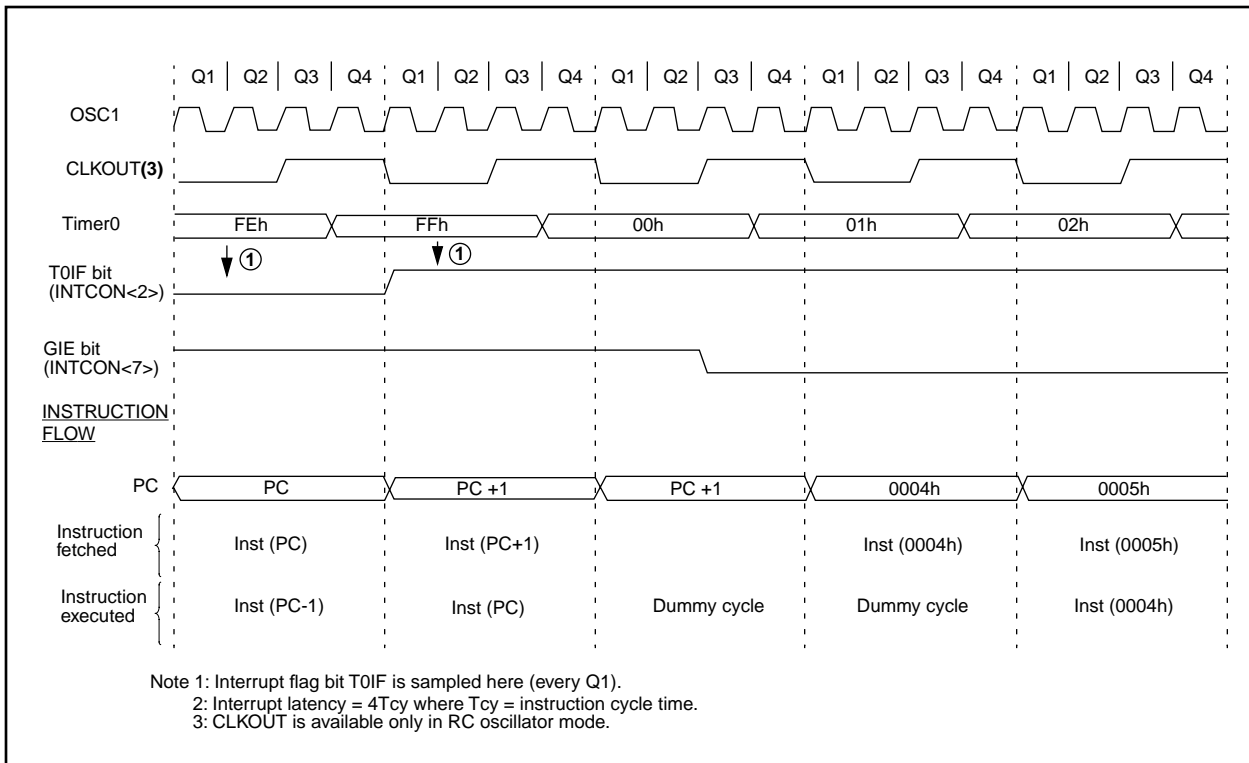 Q1 Q2 Q3 Q4 Q1 Q2 Q3 Q4 Q1 Q2 Q3 Q4 Q1 Q2 Q3 Q4 Q1 Q2 Q3 Q4
OSC1
CLKOUT(3)
Timer0 FEh FFh 00h 01h 02h
1 1
T0IF bit
(INTCON<2>)
GIE bit
(INTCON<7>)
INSTRUCTION
FLOW
PC PC PC +1 PC +1 0004h 0005h
Instruction
fetched
Inst (PC) Inst (PC+1) Inst (0004h) Inst (0005h)
Instruction
executed
Inst (PC-1) Inst (PC) Dummy cycle Dummy cycle Inst (0004h)
Note 1: Interrupt flag bit T0IF is sampled here (every Q1).
2: Interrupt latency = 4Tcy where Tcy = instruction cycle time.
3: CLKOUT is available only in RC oscillator mode.